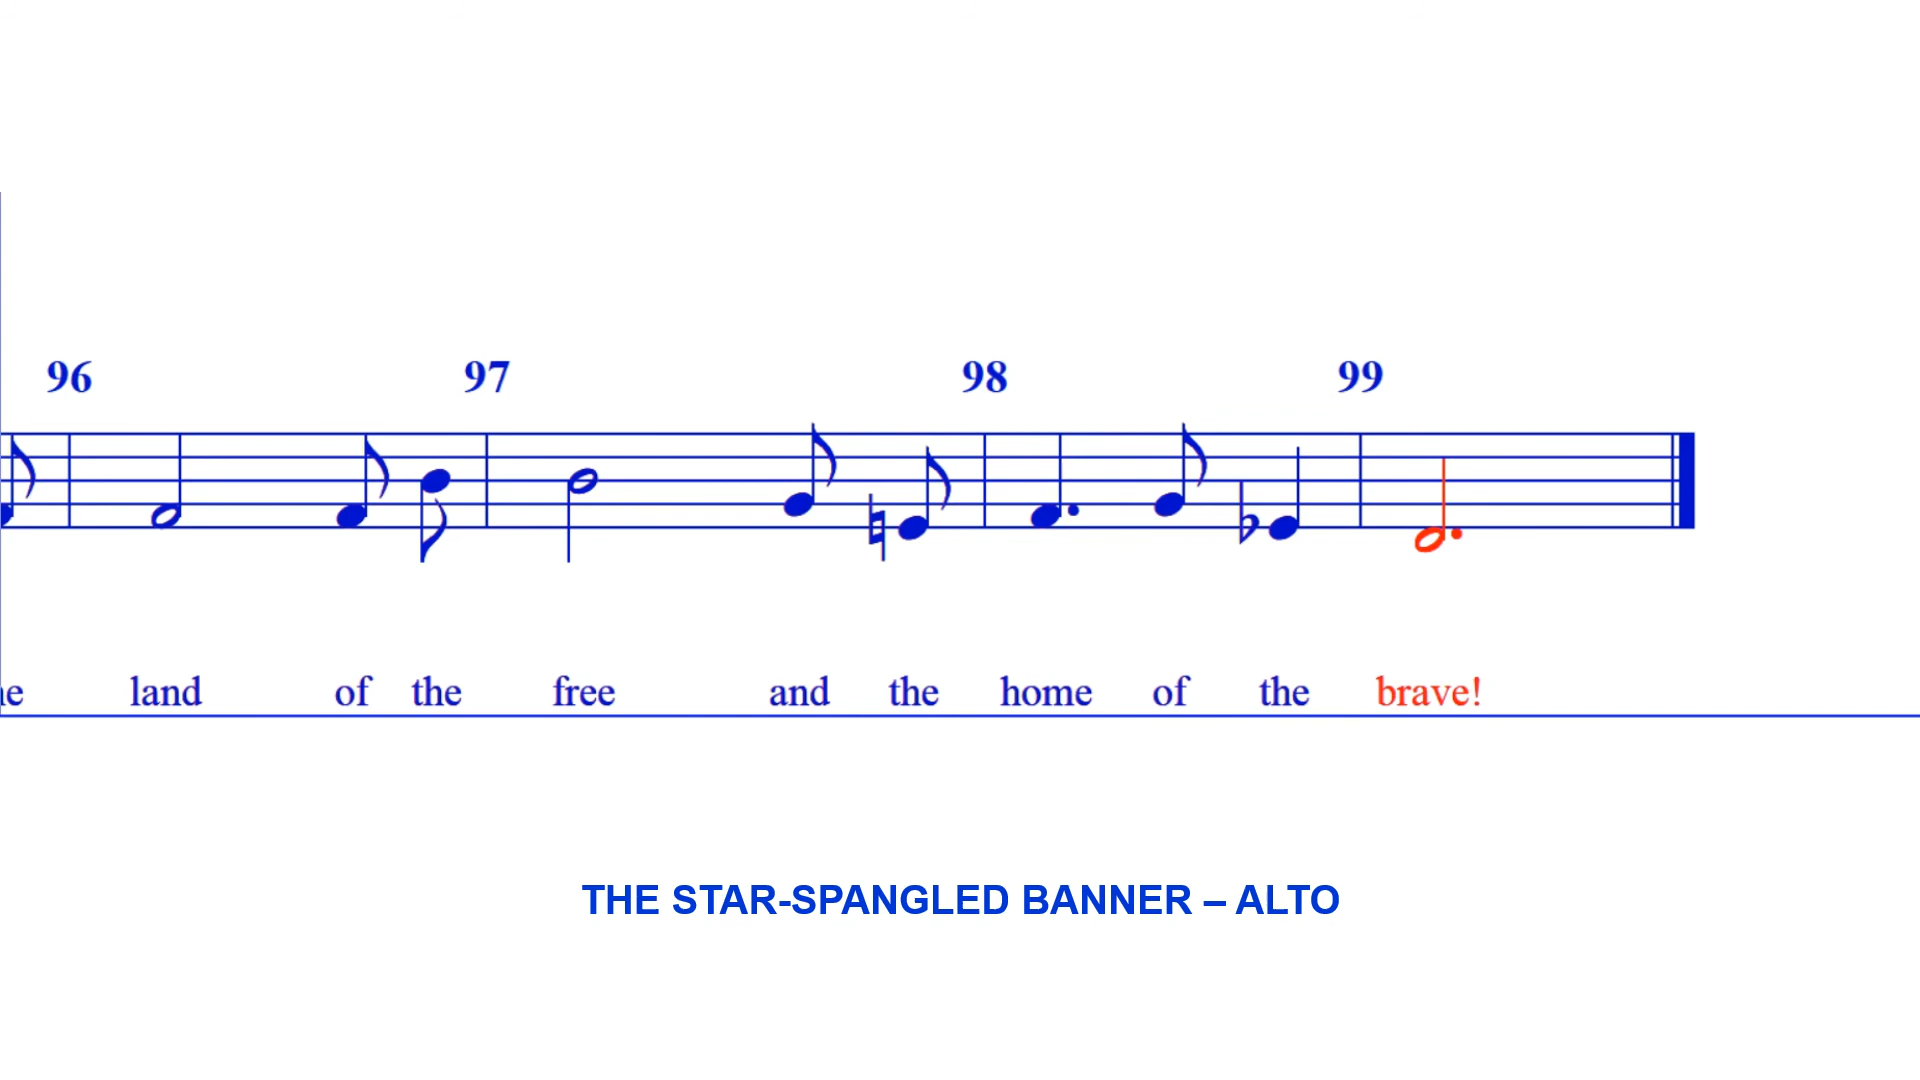 96 97 98 99
land of the free and the home of the brave!
THE STAR-SPANGLED BANNER – ALTO